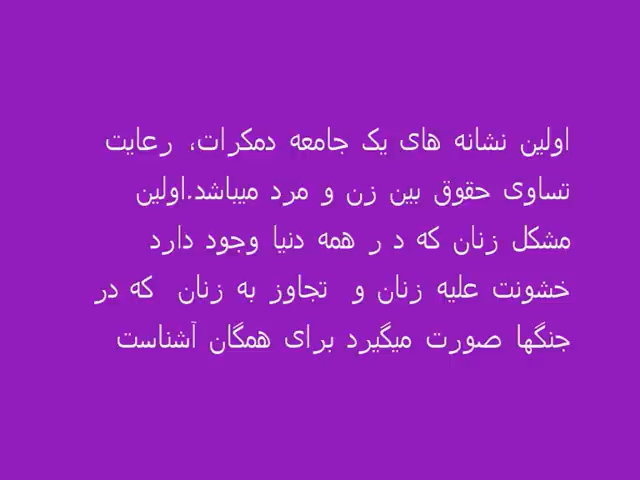 اولین نشانه های یک جامعه دمکرات، رعایت
تساوی حقوق بین زن و مرد میباشد.اولین
مشکل زنان که د ر همه دنیا وجود دارد
خشونت علیه زنان و  تجاوز به زنان  که در
جنگها صورت میگیرد برای همگان آشناست